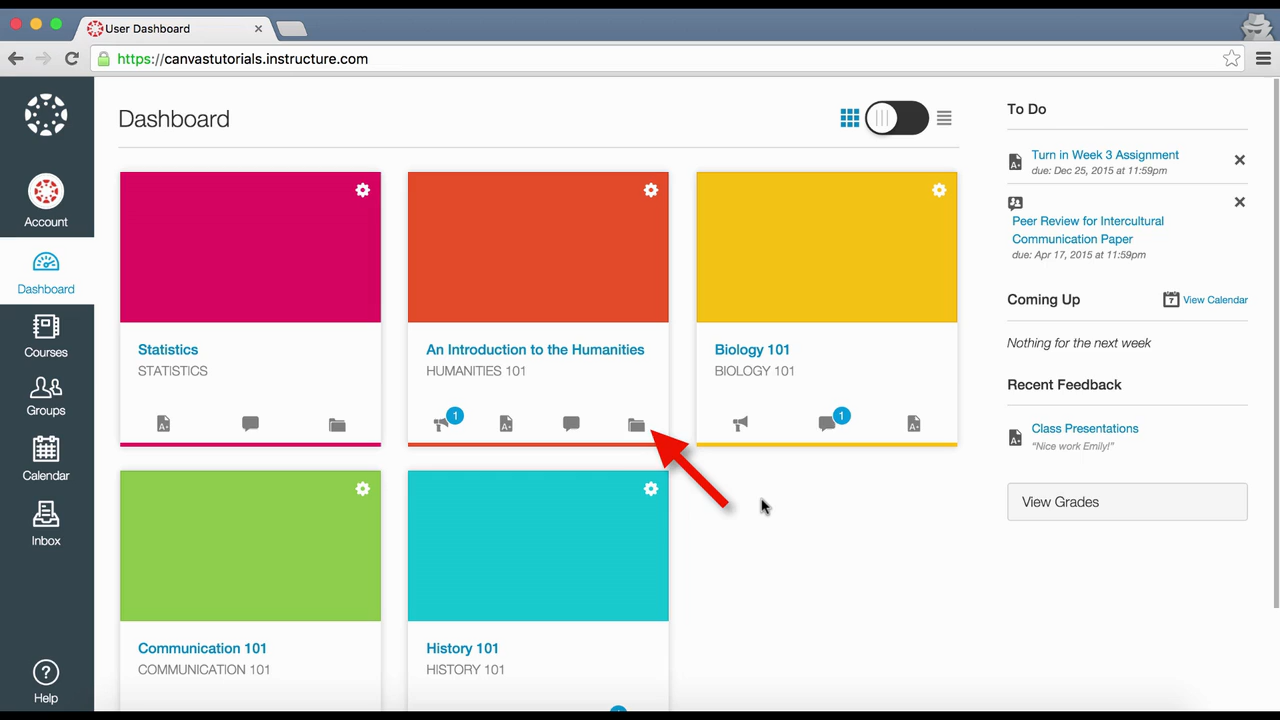 User Dashboard
https://canvastutorials.instructure.com
Account
Dashboard
Courses
Groups
Calendar
Inbox
Help
Dashboard
Statistics
STATISTICS
An Introduction to the Humanities
HUMANITIES 101
1
Biology 101
BIOLOGY 101
1
Communication 101
COMMUNICATION 101
History 101
HISTORY 101
To Do
Turn in Week 3 Assignment
due: Dec 25, 2015 at 11:59pm
Peer Review for Intercultural
Communication Paper
due: Apr 17, 2015 at 11:59pm
Coming Up
7 View Calendar
Nothing for the next week
Recent Feedback
Class Presentations
“Nice work Emily!”
View Grades